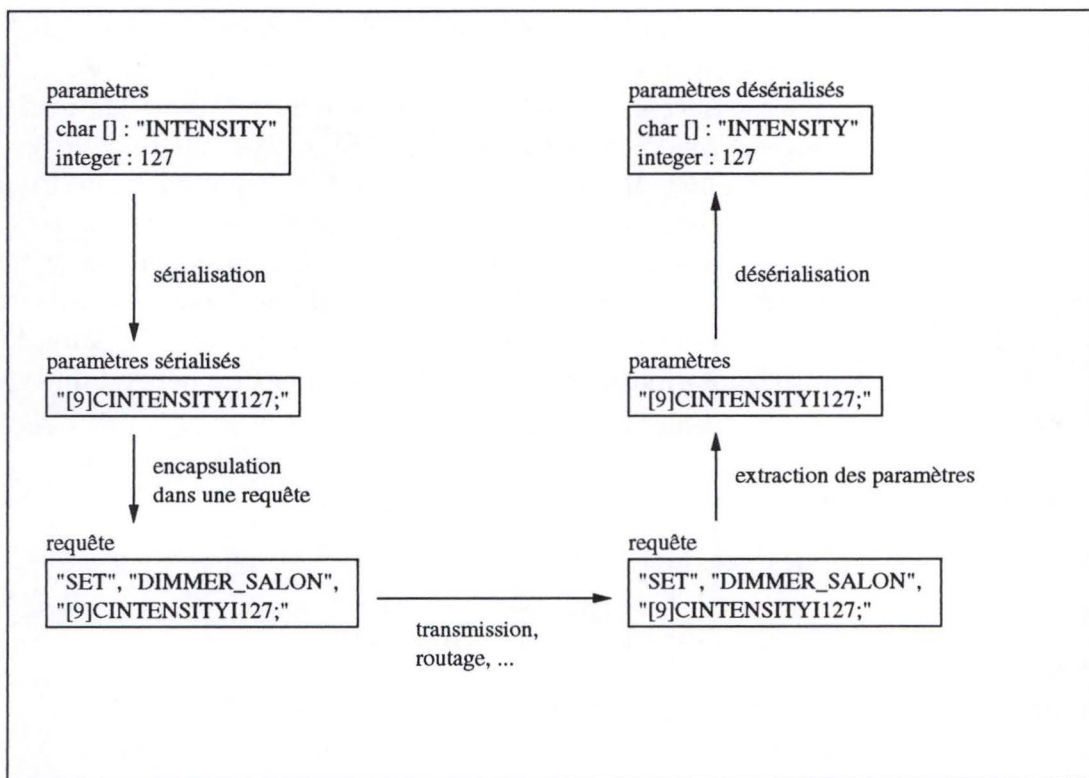 paramètres
char [] : "INTENSITY"
integer : 127
sérialisation
paramètres sérialisés
"[9]CINTENSITYI127;"
encapsulation
dans une requête
requête
"SET", "DIMMER_SALON",
"[9]CINTENSITYI127;"
transmission,
routage, ...
requête
"SET", "DIMMER_SALON",
"[9]CINTENSITYI127;"
extraction des paramètres
paramètres
"[9]CINTENSITYI127;"
désérialisation
paramètres désérialisés
char [] : "INTENSITY"
integer : 127